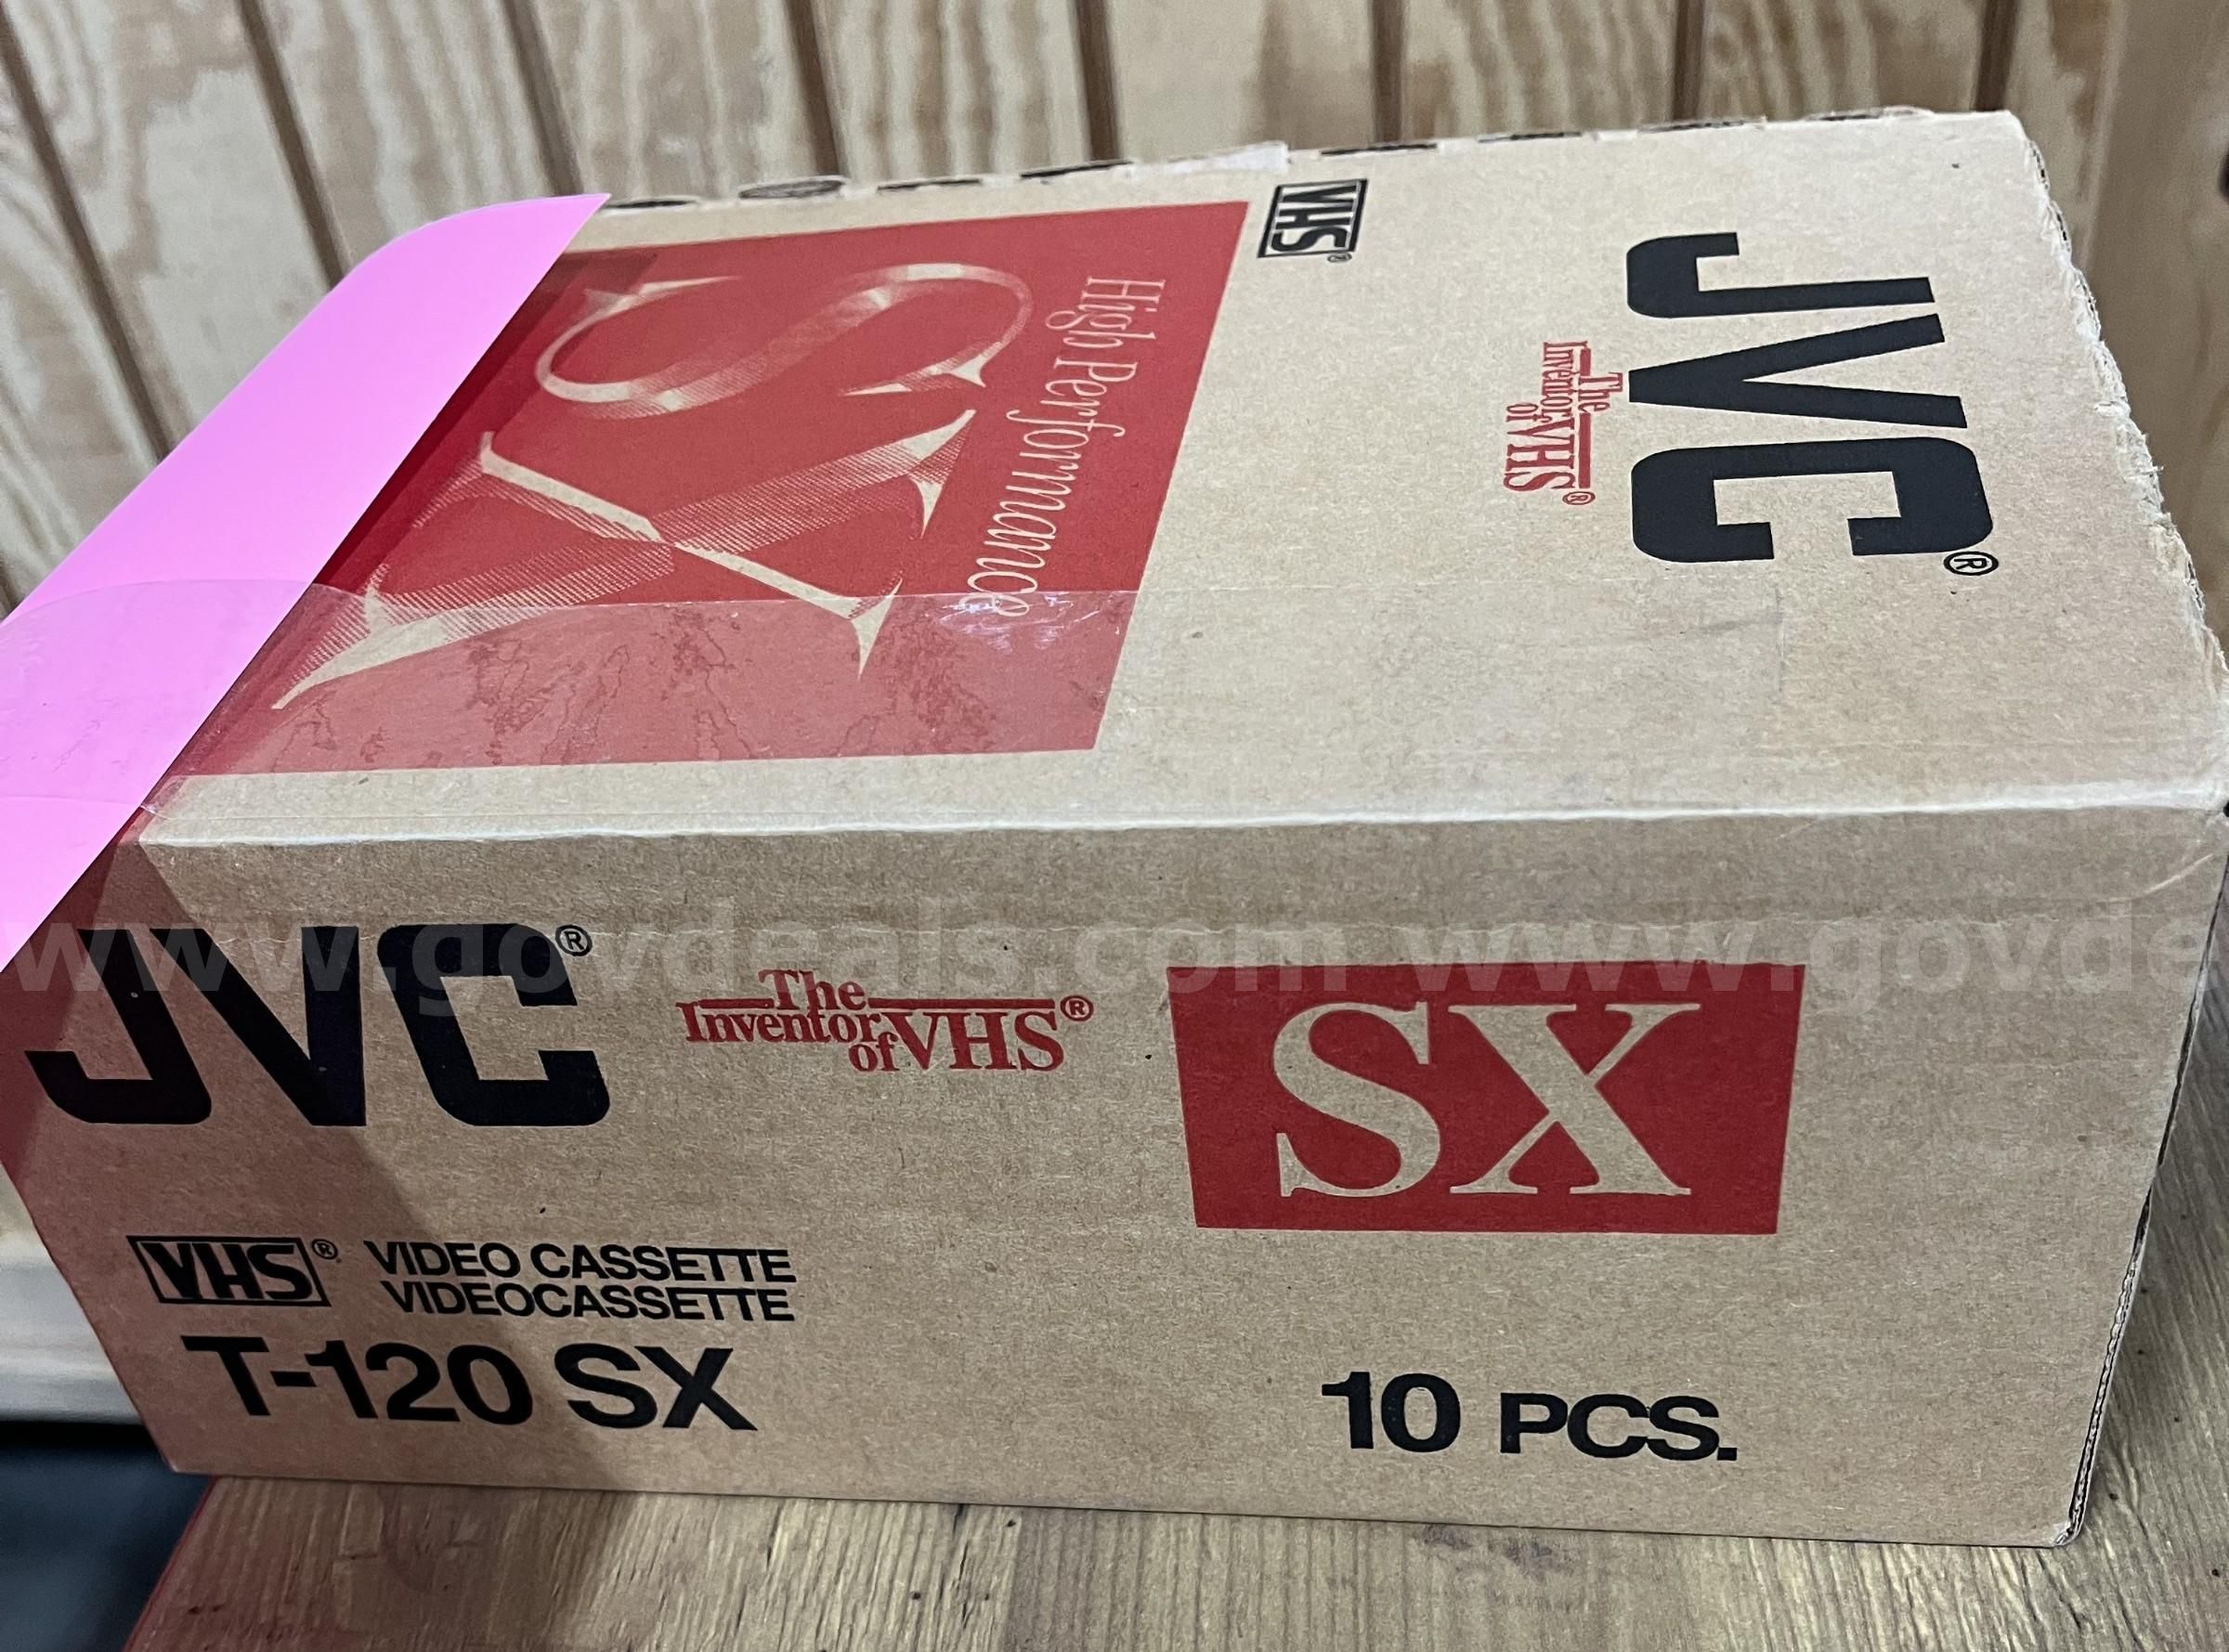 JVC®
The
Inventor
of VHS®
VHS®
High Performance
SX
JVC®
The
Inventor
of VHS®
SX
VHS® VIDEO CASSETTE
VIDEOCASSETTE
T-120 SX
10 PCS.
www.govdeals.com www.govde